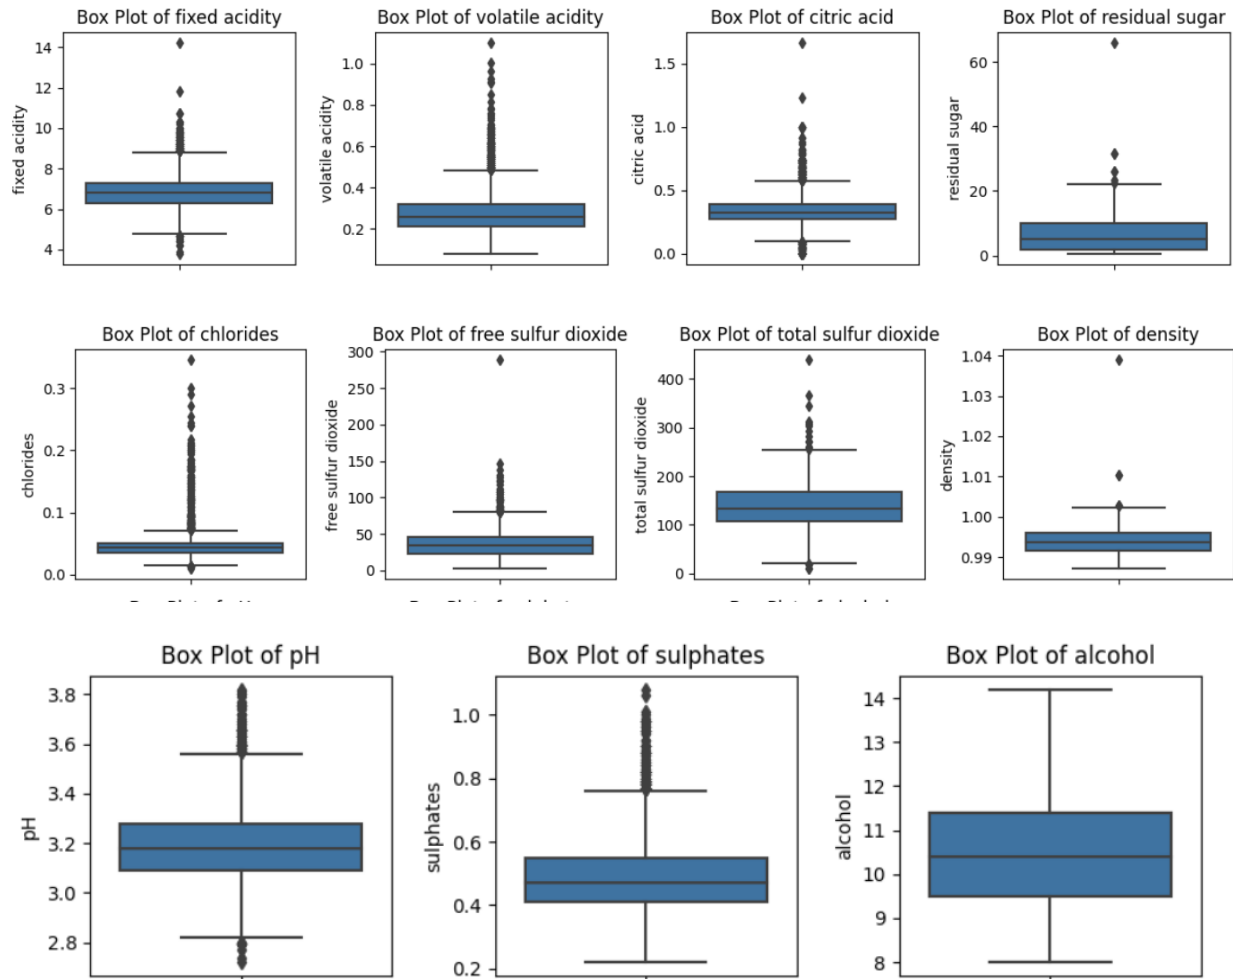 Box Plot of fixed acidity
Box Plot of volatile acidity
Box Plot of citric acid
Box Plot of residual sugar
fixed acidity
14
12
10
8
6
4
volatile acidity
1.0
0.8
0.6
0.4
0.2
citric acid
1.5
1.0
0.5
0.0
residual sugar
60
40
20
0
Box Plot of chlorides
Box Plot of free sulfur dioxide
Box Plot of total sulfur dioxide
Box Plot of density
chlorides
0.3
0.2
0.1
0.0
free sulfur dioxide
300
250
200
150
100
50
0
total sulfur dioxide
400
300
200
100
0
density
1.04
1.03
1.02
1.01
1.00
0.99
Box Plot of pH
Box Plot of sulphates
Box Plot of alcohol
pH
3.8
3.6
3.4
3.2
3.0
2.8
sulphates
1.0
0.8
0.6
0.4
0.2
alcohol
14
13
12
11
10
9
8